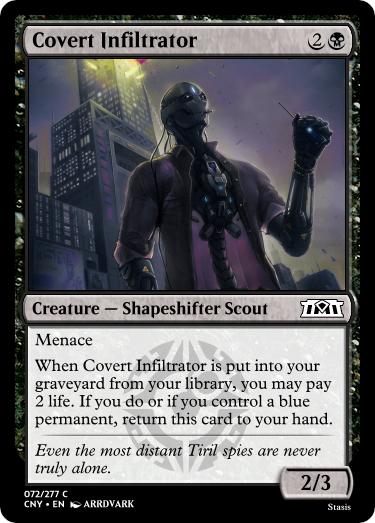 Covert Infiltrator 2
Creature — Shapeshifter Scout
Menace
When Covert Infiltrator is put into your
graveyard from your library, you may pay
2 life. If you do or if you control a blue
permanent, return this card to your hand.
Even the most distant Tiril spies are never
truly alone.
2/3
072/277 C
CNY • EN ARRDVARK
Stasis